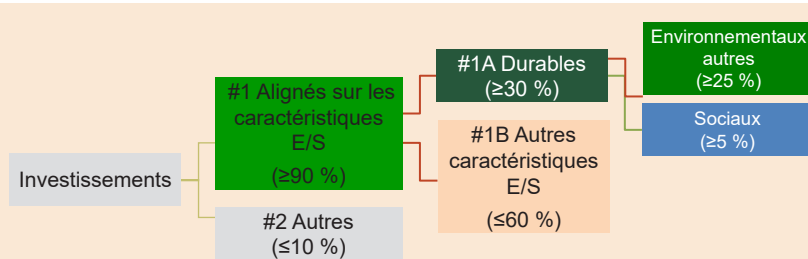 Investissements
#1 Alignés sur les
caractéristiques
E/S
(≥90 %)
#2 Autres
(≤10 %)
#1A Durables
(≥30 %)
#1B Autres
caractéristiques
E/S
(≤60 %)
Environnementaux
autres
(≥25 %)
Sociaux
(≥5 %)